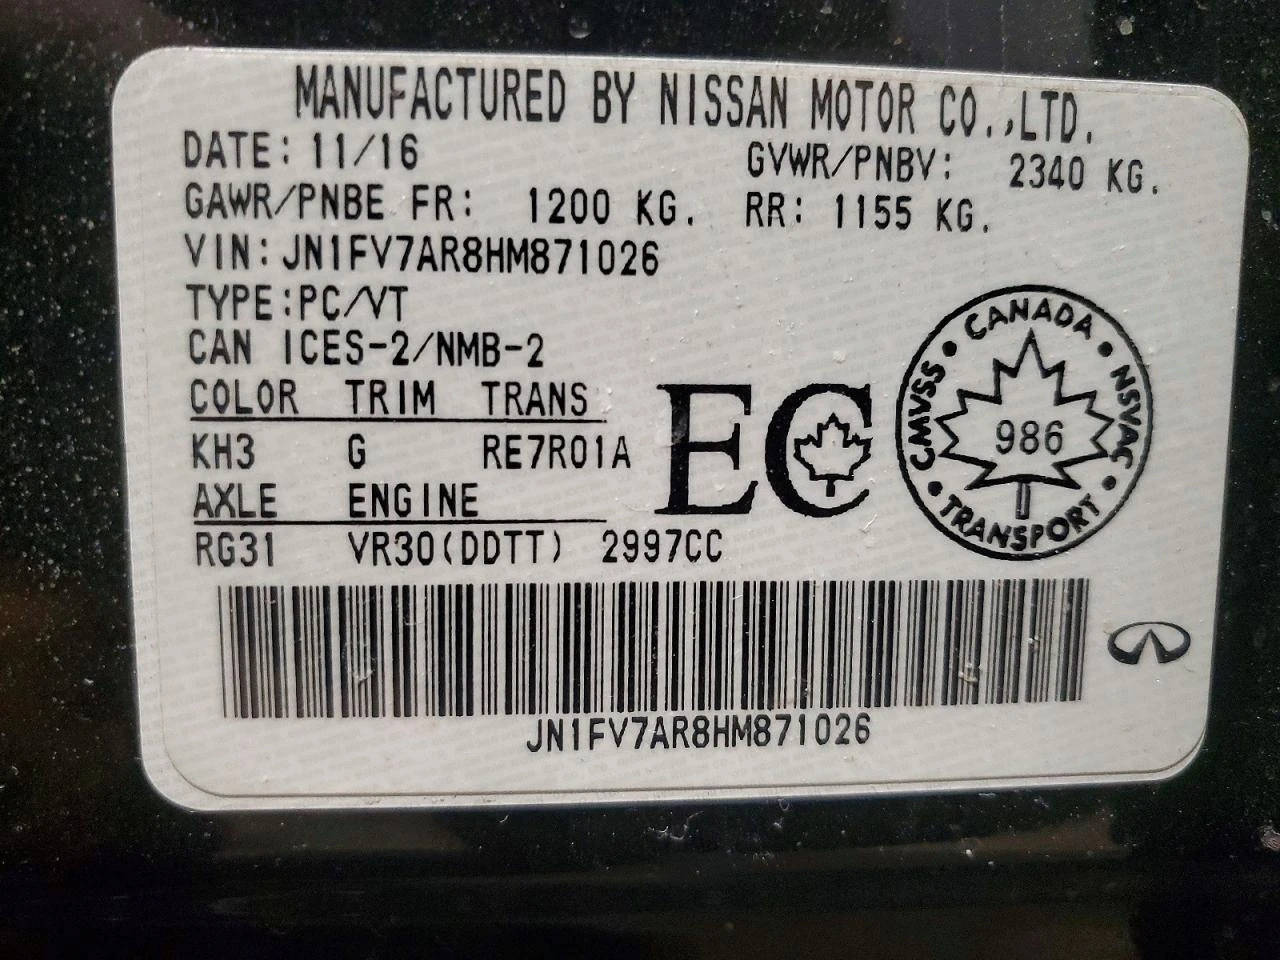 MANUFACTURED BY NISSAN MOTOR CO.,LTD.
DATE: 11/16 GVWR/PNBV: 2340 KG.
GAWR/PNBE FR: 1200 KG. RR: 1155 KG.
VIN: JN1FV7AR8HM871026
TYPE:PC/VT
CAN ICES-2/NMB-2
COLOR TRIM TRANS
KH3 G RE7R01A
AXLE ENGINE
RG31 VR30(DDTT) 2997CC
EC
CANADA
CMVSS • NSVAC
986
TRANSPORT
JN1FV7AR8HM871026